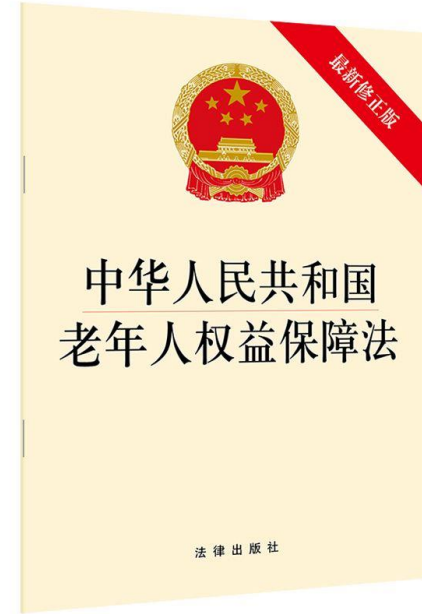 最新修正版
中华人民共和国
老年人权益保障法
法律出版社